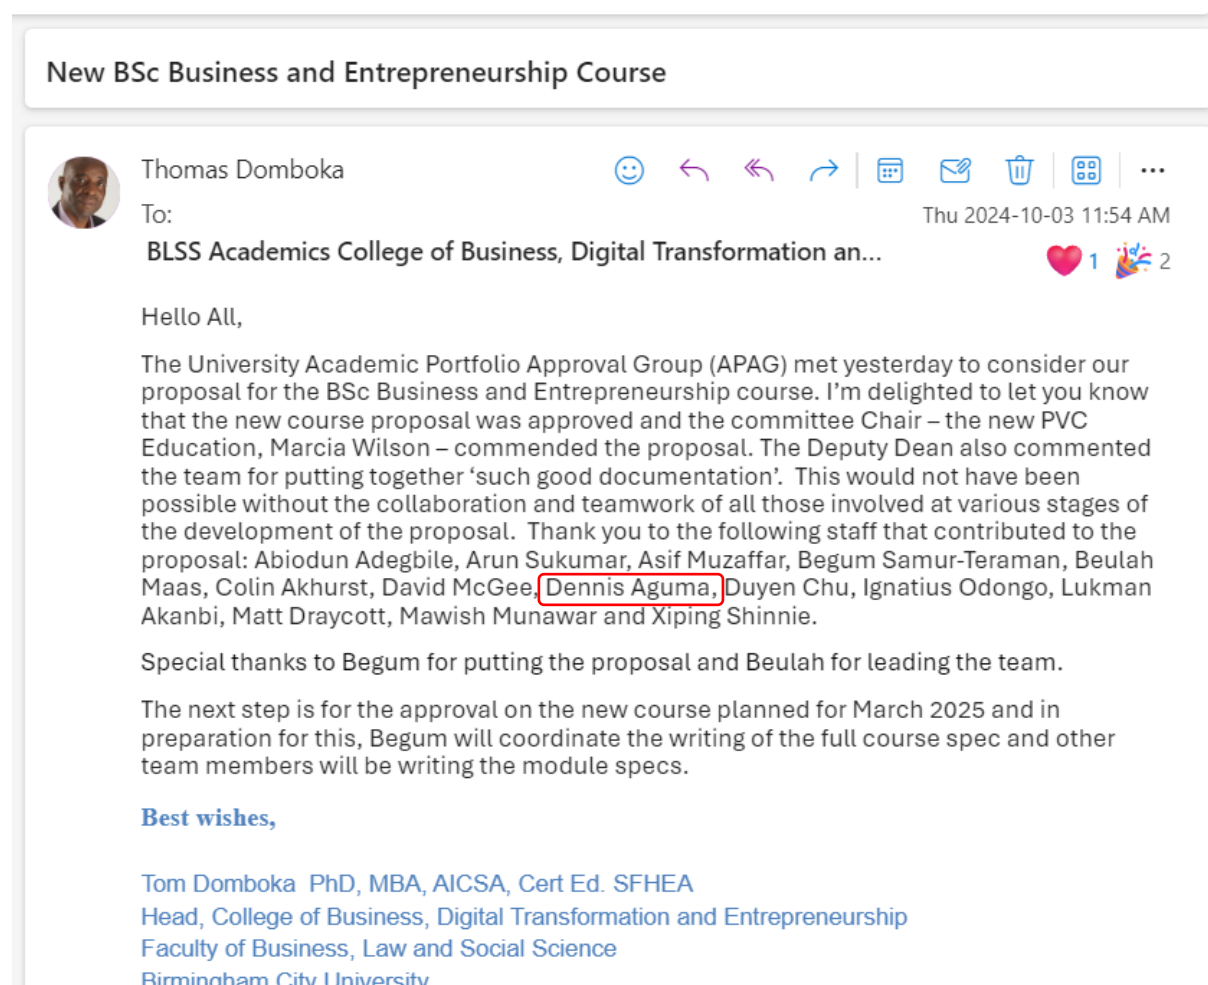 New BSc Business and Entrepreneurship Course
Thomas Domboka
To:
Thu 2024-10-03 11:54 AM
BLSS Academics College of Business, Digital Transformation an...
1 2
Hello All,
The University Academic Portfolio Approval Group (APAG) met yesterday to consider our
proposal for the BSc Business and Entrepreneurship course. I’m delighted to let you know
that the new course proposal was approved and the committee Chair – the new PVC
Education, Marcia Wilson – commended the proposal. The Deputy Dean also commented
the team for putting together ‘such good documentation’.  This would not have been
possible without the collaboration and teamwork of all those involved at various stages of
the development of the proposal.  Thank you to the following staff that contributed to the
proposal: Abiodun Adegbile, Arun Sukumar, Asif Muzaffar, Begum Samur-Teraman, Beulah
Maas, Colin Akhurst, David McGee, Dennis Aguma, Duyen Chu, Ignatius Odongo, Lukman
Akanbi, Matt Draycott, Mawish Munawar and Xiping Shinnie.
Special thanks to Begum for putting the proposal and Beulah for leading the team.
The next step is for the approval on the new course planned for March 2025 and in
preparation for this, Begum will coordinate the writing of the full course spec and other
team members will be writing the module specs.
Best wishes,
Tom Domboka  PhD, MBA, AICSA, Cert Ed. SFHEA
Head, College of Business, Digital Transformation and Entrepreneurship
Faculty of Business, Law and Social Science
Birmingham City University